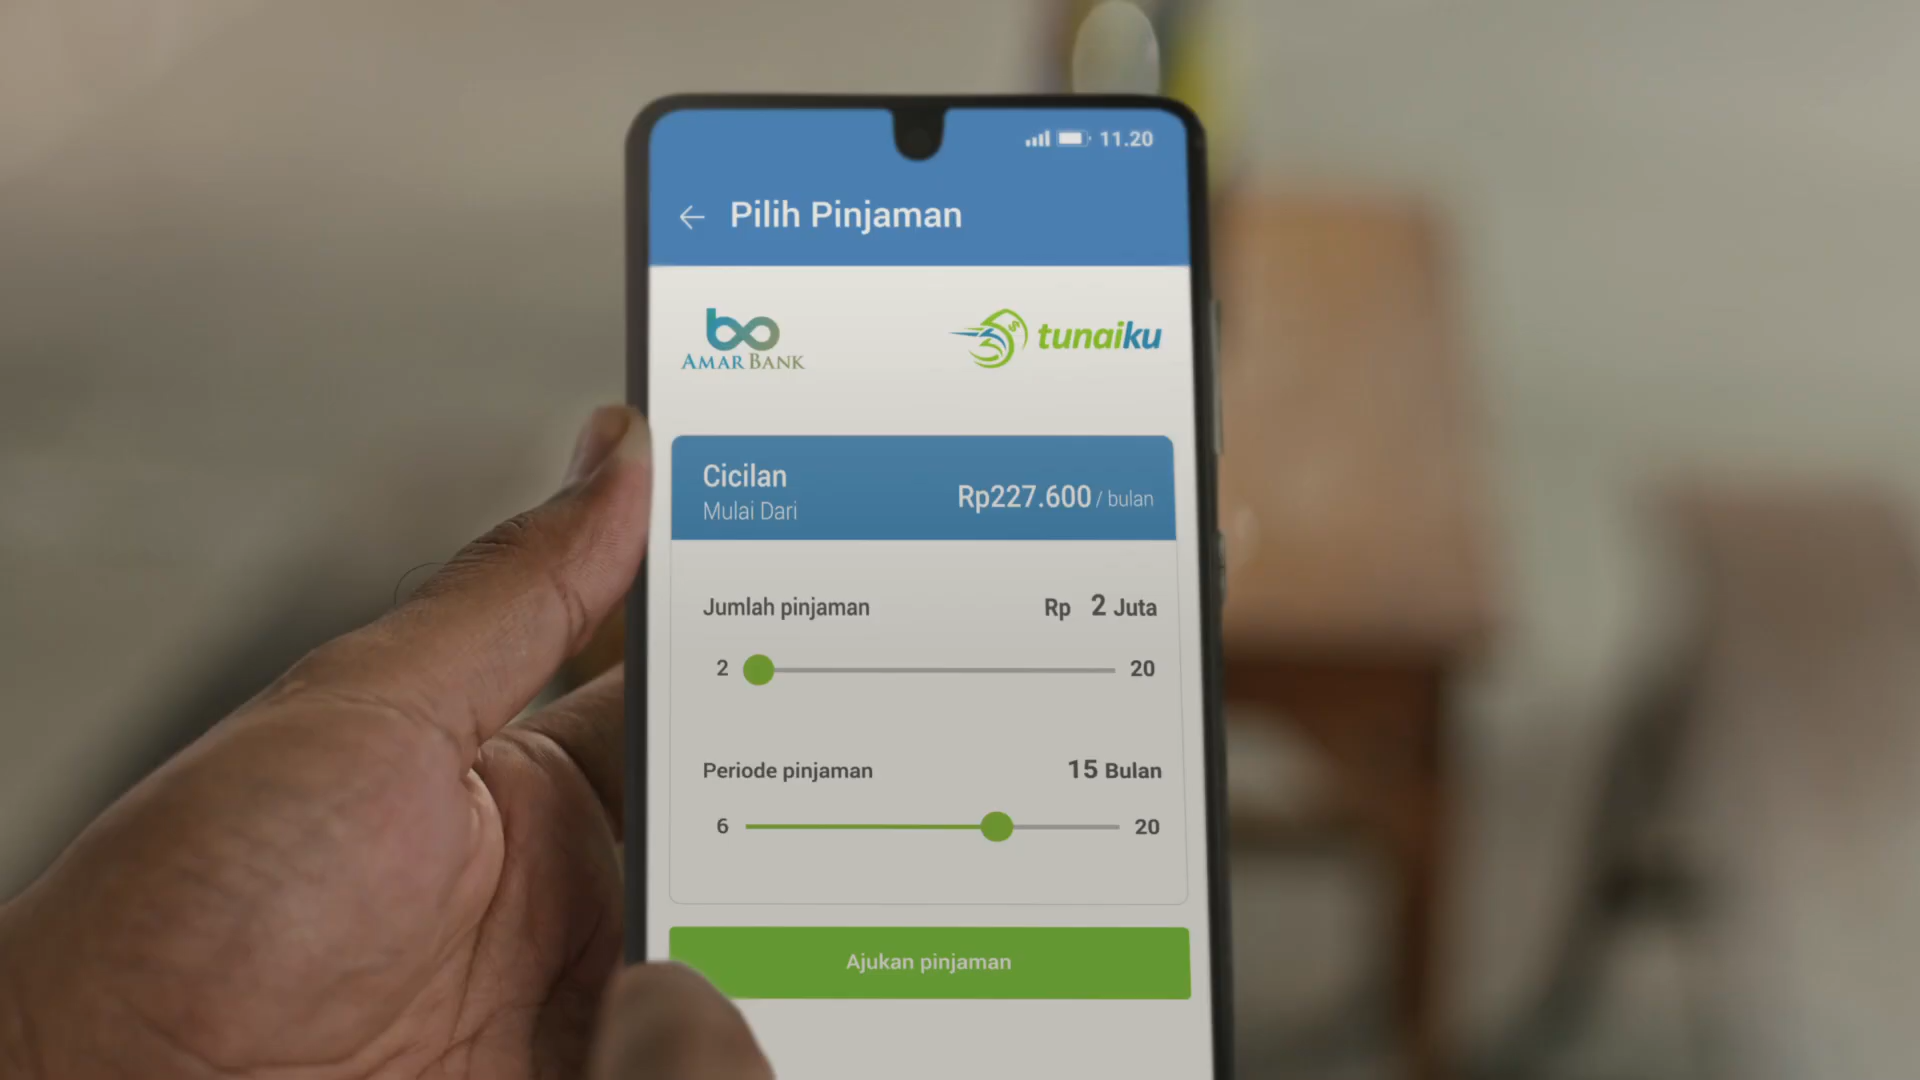 11.20
Pilih Pinjaman
AMAR BANK
tunaiku
Cicilan
Rp227.600 / bulan
Mulai Dari
Jumlah pinjaman Rp 2 Juta
2 20
Periode pinjaman 15 Bulan
6 20
Ajukan pinjaman